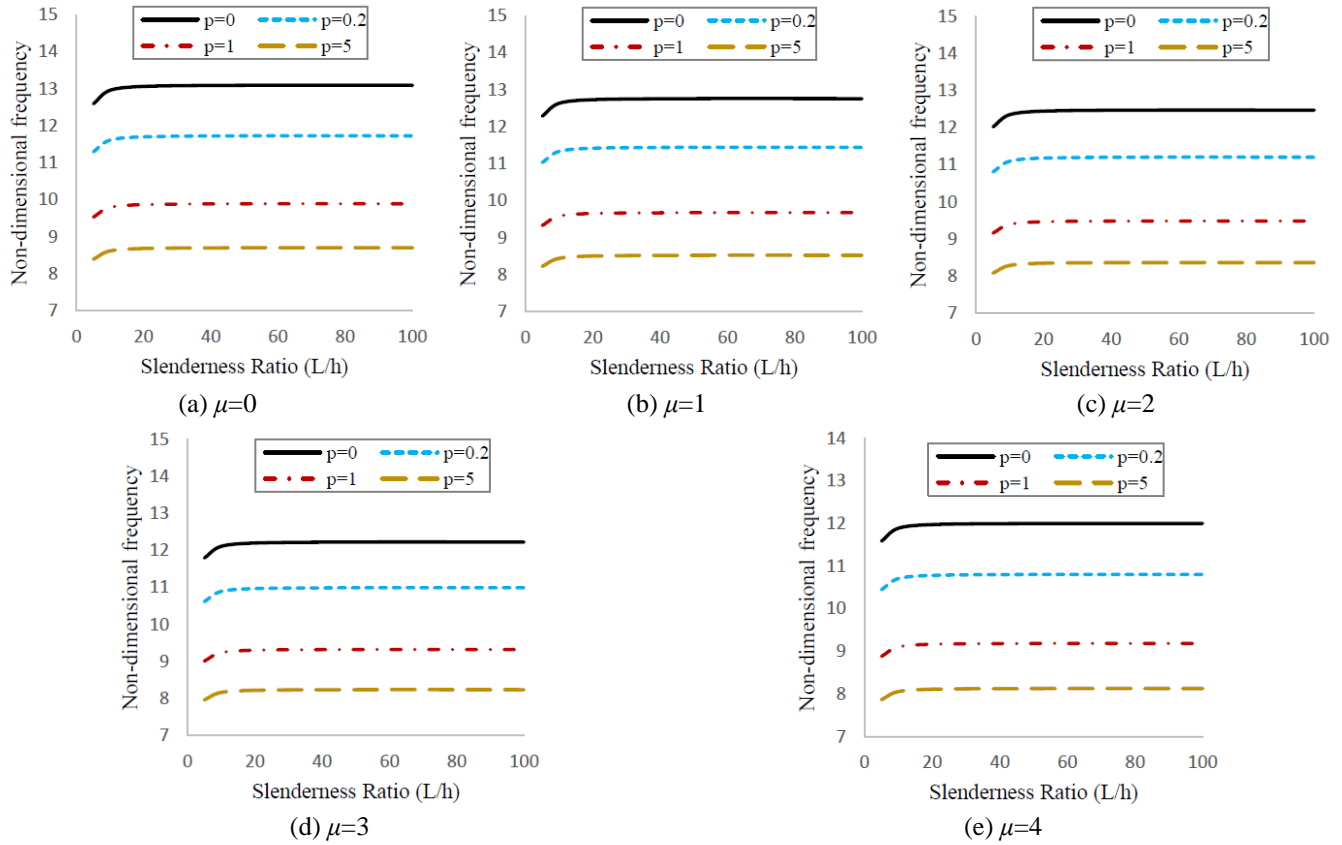 p=0 p=0.2
p=1 p=5
Non-dimensional frequency
15
14
13
12
11
10
9
8
7
0 20 40 60 80 100
Slenderness Ratio (L/h)
(a) μ=0
p=0 p=0.2
p=1 p=5
Non-dimensional frequency
15
14
13
12
11
10
9
8
7
0 20 40 60 80 100
Slenderness Ratio (L/h)
(b) μ=1
p=0 p=0.2
p=1 p=5
Non-dimensional frequency
15
14
13
12
11
10
9
8
7
0 20 40 60 80 100
Slenderness Ratio (L/h)
(c) μ=2
p=0 p=0.2
p=1 p=5
Non-dimensional frequency
15
14
13
12
11
10
9
8
7
0 20 40 60 80 100
Slenderness Ratio (L/h)
(d) μ=3
p=0 p=0.2
p=1 p=5
Non-dimensional frequency
14
13
12
11
10
9
8
7
0 20 40 60 80 100
Slenderness Ratio (L/h)
(e) μ=4